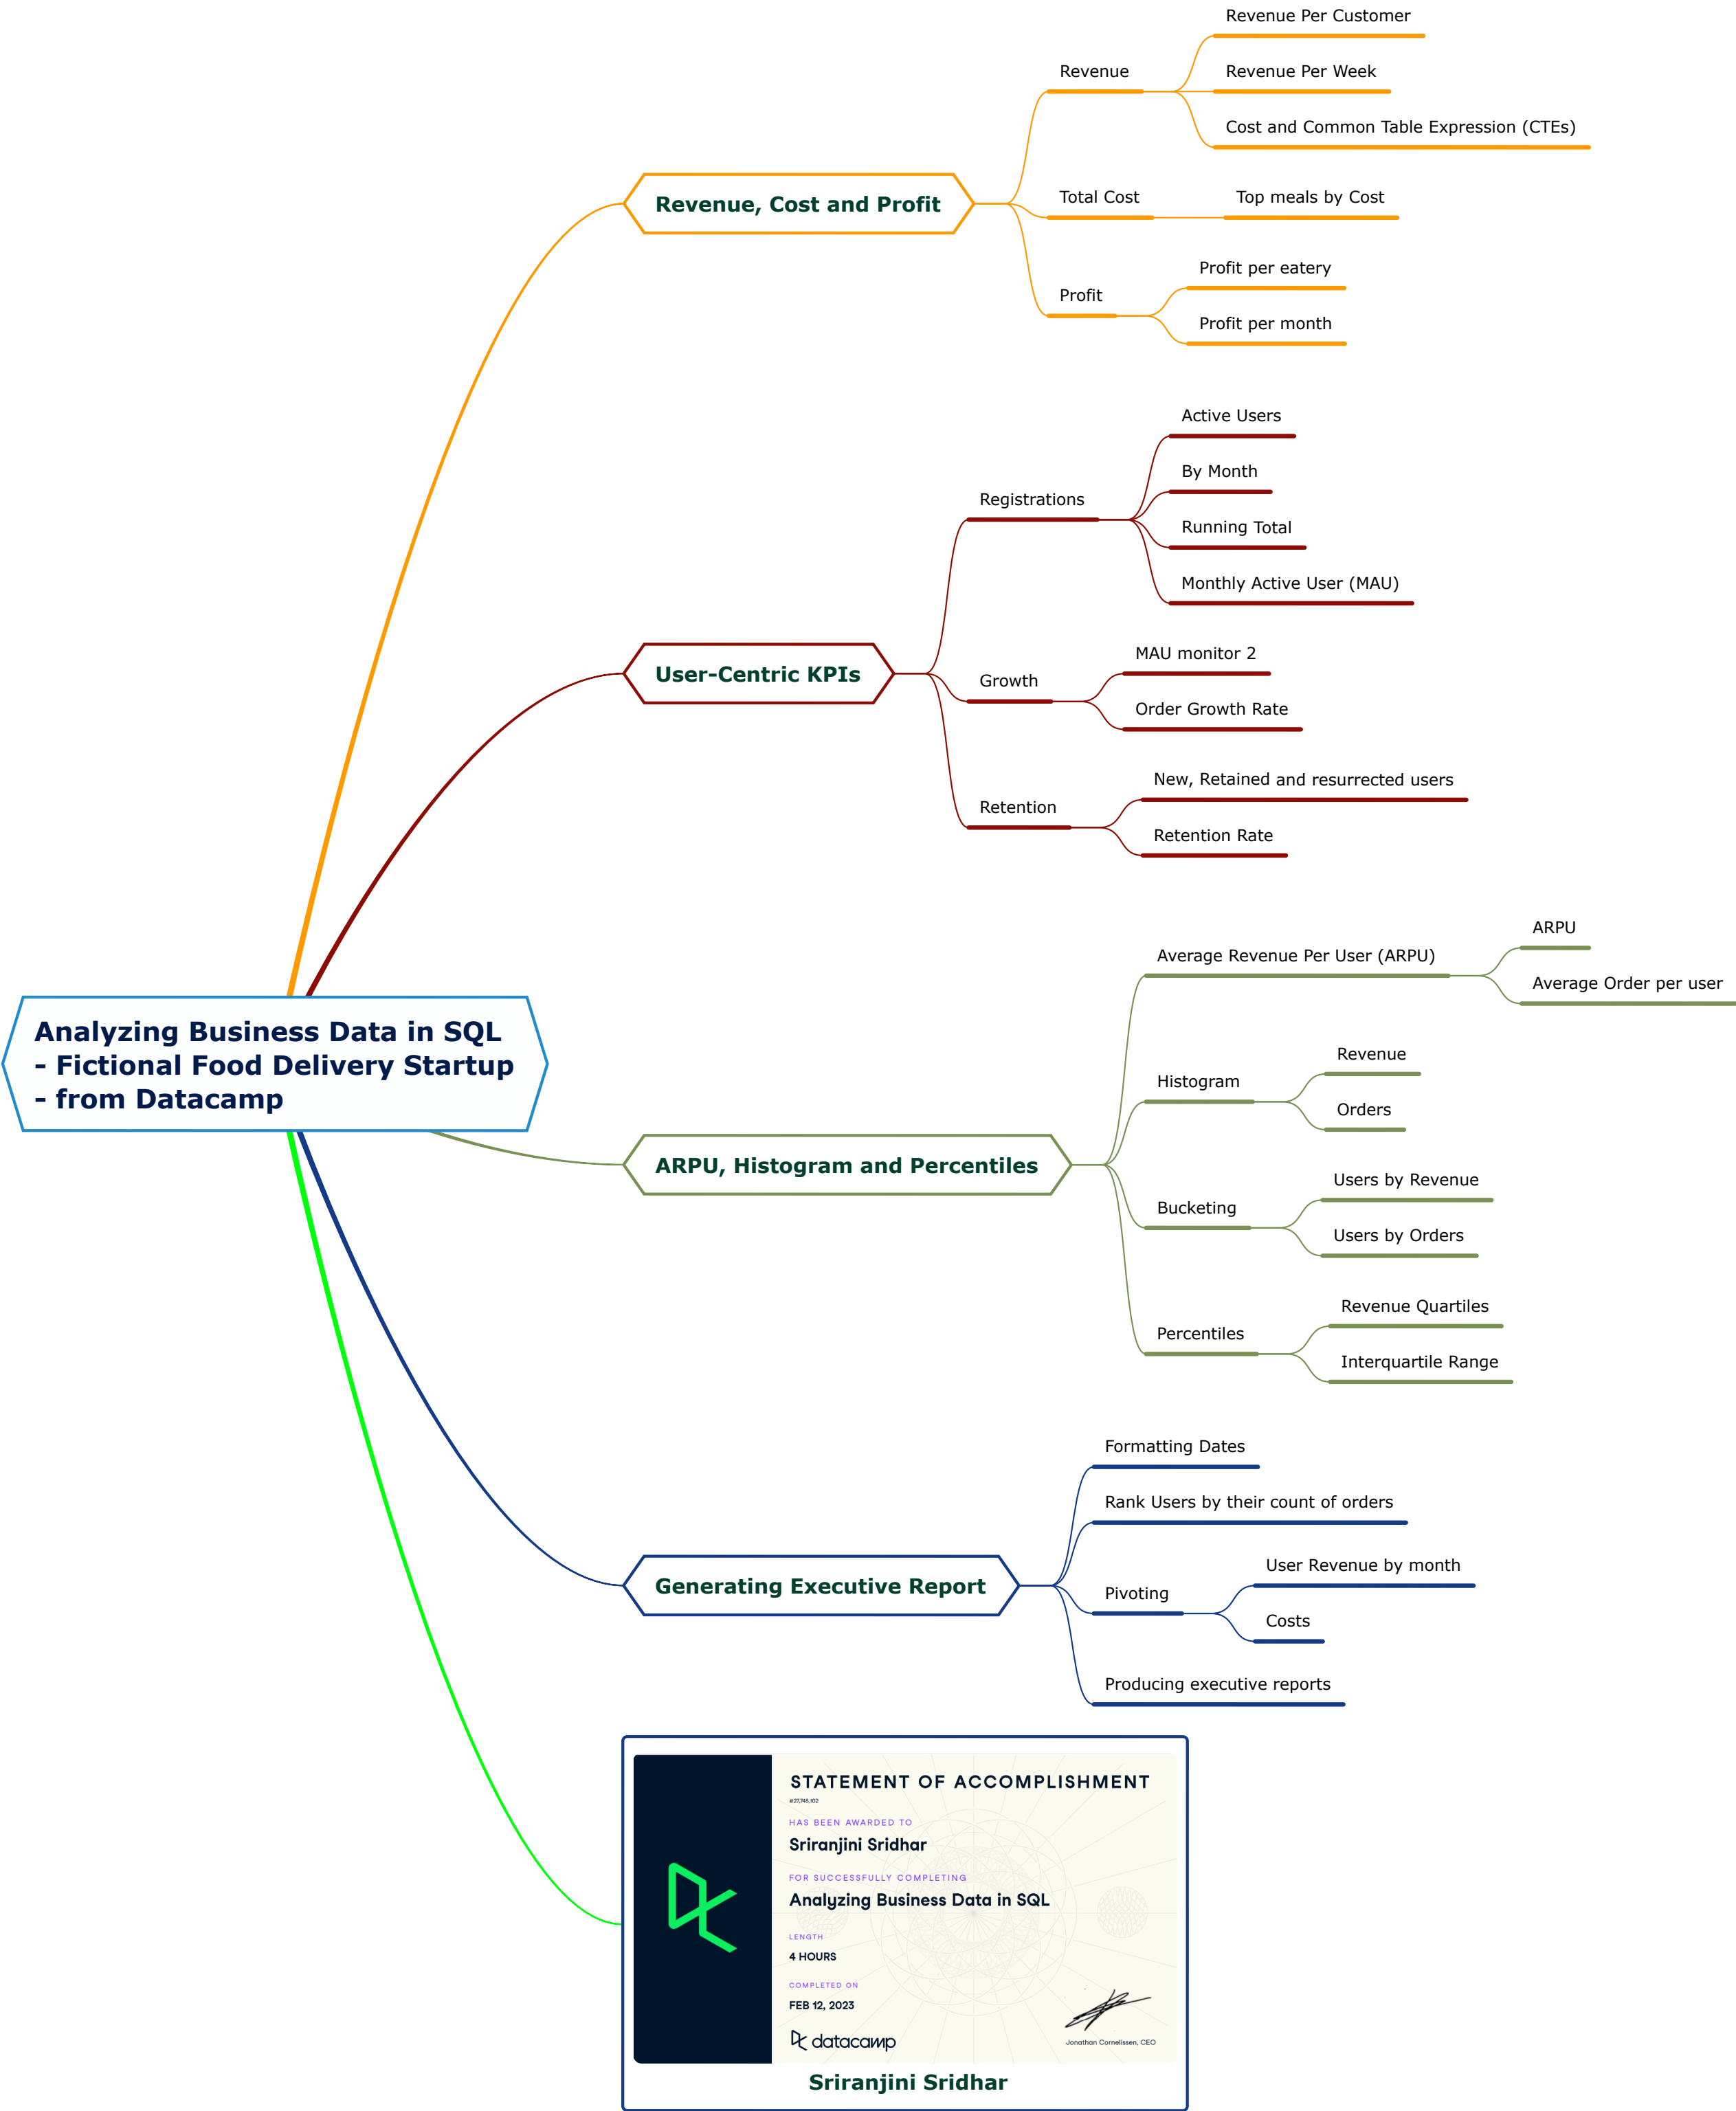 Analyzing Business Data in SQL
- Fictional Food Delivery Startup
- from Datacamp
Revenue, Cost and Profit
Revenue
Revenue Per Customer
Revenue Per Week
Cost and Common Table Expression (CTEs)
Total Cost
Top meals by Cost
Profit
Profit per eatery
Profit per month
User-Centric KPIs
Registrations
Active Users
By Month
Running Total
Monthly Active User (MAU)
Growth
MAU monitor 2
Order Growth Rate
Retention
New, Retained and resurrected users
Retention Rate
ARPU, Histogram and Percentiles
Average Revenue Per User (ARPU)
ARPU
Average Order per user
Histogram
Revenue
Orders
Bucketing
Users by Revenue
Users by Orders
Percentiles
Revenue Quartiles
Interquartile Range
Generating Executive Report
Formatting Dates
Rank Users by their count of orders
Pivoting
User Revenue by month
Costs
Producing executive reports
STATEMENT OF ACCOMPLISHMENT
#27,748,102
HAS BEEN AWARDED TO
Sriranjini Sridhar
FOR SUCCESSFULLY COMPLETING
Analyzing Business Data in SQL
LENGTH
4 HOURS
COMPLETED ON
FEB 12, 2023
datacamp
Jonathan Cornelissen, CEO
Sriranjini Sridhar